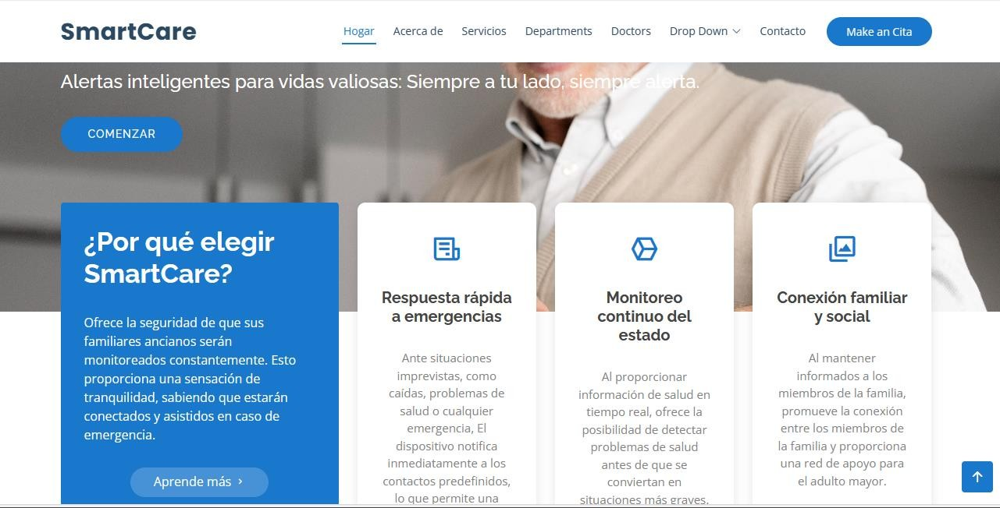 SmartCare
Hogar
Acerca de
Servicios
Departments
Doctors
Drop Down
Contacto
Make an Cita
Alertas inteligentes para vidas valiosas: Siempre a tu lado, siempre alerta.
COMENZAR
¿Por qué elegir
SmartCare?
Ofrece la seguridad de que sus
familiares ancianos serán
monitoreados constantemente. Esto
proporciona una sensación de
tranquilidad, sabiendo que estarán
conectados y asistidos en caso de
emergencia.
Aprende más
Respuesta rápida
a emergencias
Ante situaciones
imprevistas, como
caídas, problemas de
salud o cualquier
emergencia, El
dispositivo notifica
inmediatamente a los
contactos predefinidos,
lo que permite una
Monitoreo
continuo del
estado
Al proporcionar
información de salud en
tiempo real, ofrece la
posibilidad de detectar
problemas de salud
antes de que se
conviertan en
situaciones más graves.
Conexión familiar
y social
Al mantener
informados a los
miembros de la familia,
promueve la conexión
entre los miembros de
la familia y proporciona
una red de apoyo para
el adulto mayor.